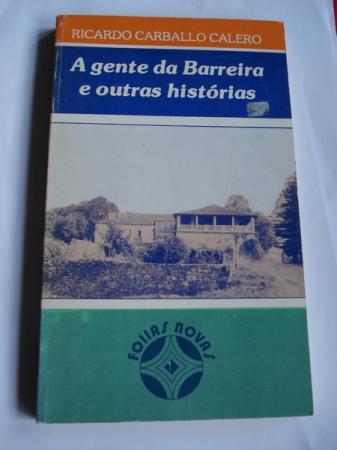 RICARDO CARBALLO CALERO
A gente da Barreira
e outras histórias
FOLLAS NOVAS